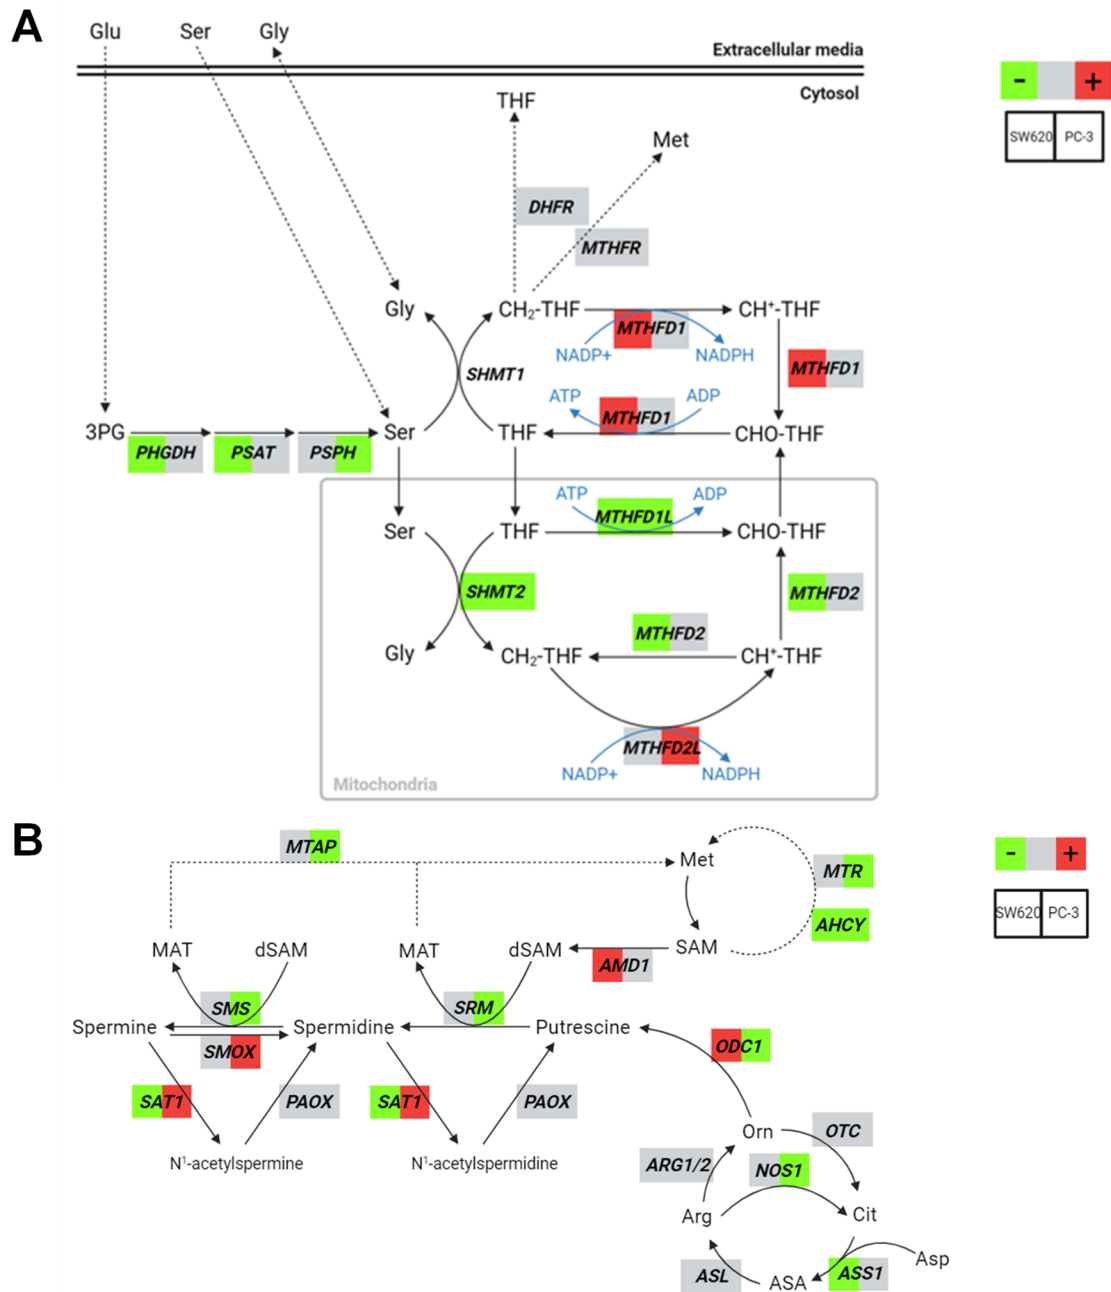 A
Glu Ser Gly
Extracellular media
Cytosol
- +
SW620 PC-3
THF
Met
DHFR
MTHFR
Gly CH₂-THF CH⁺-THF
MTHFD1
NADP+ NADPH
SHMT1
MTHFD1
ATP ADP
MTHFD1
3PG Ser THF CHO-THF
PHGDH PSAT PSPH
ATP ADP
MTHFD1L
Ser THF CHO-THF
SHMT2
MTHFD2
MTHFD2
Gly CH₂-THF CH⁺-THF
MTHFD2L
NADP+ NADPH
Mitochondria
B
MTAP
- +
Met
MTR
SW620 PC-3
AHCY
MAT dSAM MAT dSAM SAM
AMD1
SMS SRM
Spermine Spermidine Putrescine
SMOX ODC1
SAT1 PAOX SAT1 PAOX
Orn OTC
N¹-acetylspermine N¹-acetylspermidine ARG1/2 NOS1
Arg Cit
Asp
ASL ASA ASS1